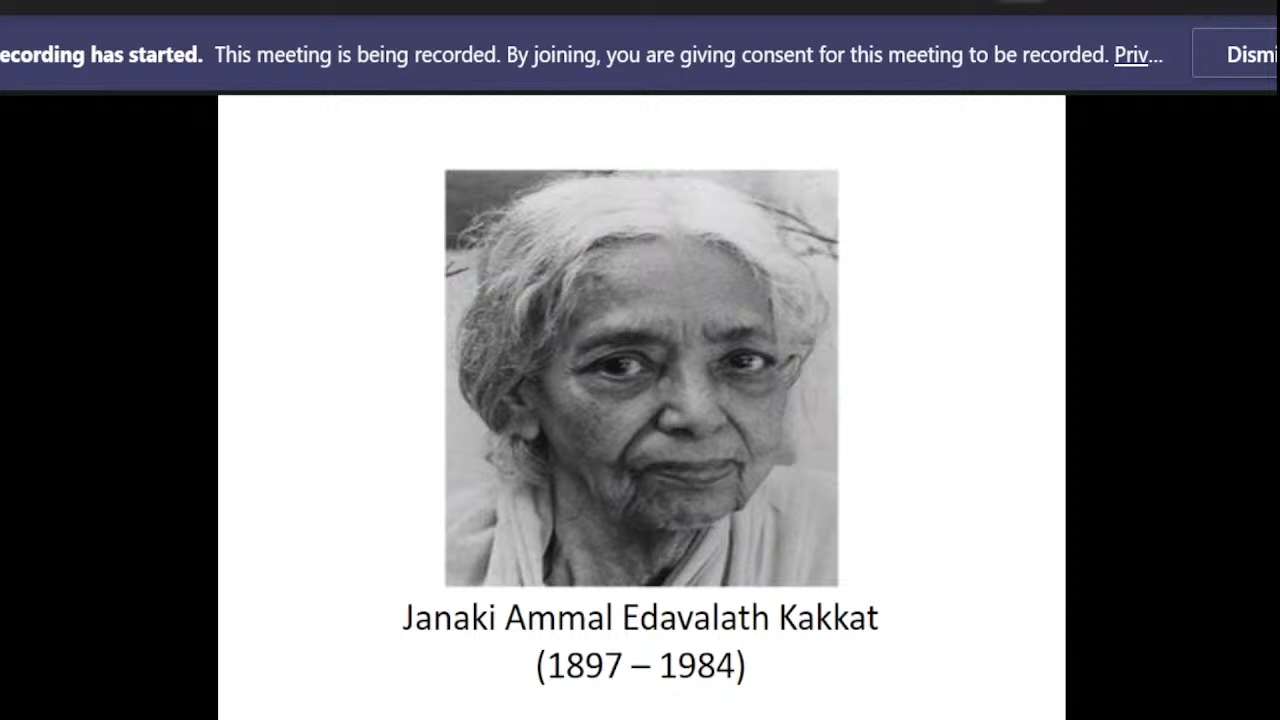 ecording has started. This meeting is being recorded. By joining, you are giving consent for this meeting to be recorded. Priv... Dismi
Janaki Ammal Edavalath Kakkat
(1897 – 1984)